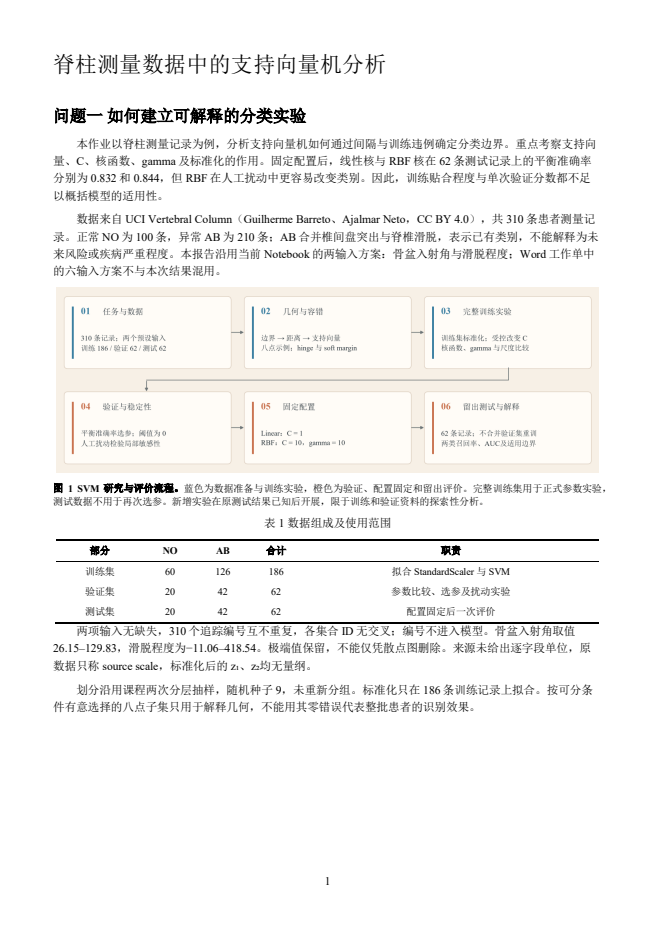 脊柱测量数据中的支持向量机分析
问题一 如何建立可解释的分类实验
本作业以脊柱测量记录为例，分析支持向量机如何通过间隔与训练违例确定分类边界。重点考察支持向
量、C、核函数、gamma 及标准化的作用。固定配置后，线性核与 RBF 核在 62 条测试记录上的平衡准确率
分别为 0.832 和 0.844，但 RBF 在人工扰动中更容易改变类别。因此，训练贴合程度与单次验证分数都不足
以概括模型的适用性。
数据来自 UCI Vertebral Column（Guilherme Barreto、Ajalmar Neto，CC BY 4.0），共 310 条患者测量记
录。正常 NO 为 100 条，异常 AB 为 210 条；AB 合并椎间盘突出与脊椎滑脱，表示已有类别，不能解释为未
来风险或疾病严重程度。本报告沿用当前 Notebook 的两输入方案：骨盆入射角与滑脱程度；Word 工作单中
的六输入方案不与本次结果混用。
01 任务与数据
310 条记录；两个预设输入
训练 186 / 验证 62 / 测试 62
02 几何与容错
边界 → 距离 → 支持向量
八点示例；hinge 与 soft margin
03 完整训练实验
训练集标准化；受控改变 C
核函数、gamma 与尺度比较
04 验证与稳定性
平衡准确率选参；阈值为 0
人工扰动检验局部敏感性
05 固定配置
Linear：C = 1
RBF：C = 10，gamma = 10
06 留出测试与解释
62 条记录；不合并验证集重训
两类召回率、AUC及适用边界
图 1 SVM 研究与评价流程。蓝色为数据准备与训练实验，橙色为验证、配置固定和留出评价。完整训练集用于正式参数实验，
测试数据不用于再次选参。新增实验在原测试结果已知后开展，限于训练和验证资料的探索性分析。
表 1 数据组成及使用范围
部分 NO AB 合计 职责
训练集 60 126 186 拟合 StandardScaler 与 SVM
验证集 20 42 62 参数比较、选参及扰动实验
测试集 20 42 62 配置固定后一次评价
两项输入无缺失，310 个追踪编号互不重复，各集合 ID 无交叉；编号不进入模型。骨盆入射角取值
26.15–129.83，滑脱程度为−11.06–418.54。极端值保留，不能仅凭散点图删除。来源未给出逐字段单位，原
数据只称 source scale，标准化后的 z₁、z₂均无量纲。
划分沿用课程两次分层抽样，随机种子 9，未重新分组。标准化只在 186 条训练记录上拟合。按可分条
件有意选择的八点子集只用于解释几何，不能用其零错误代表整批患者的识别效果。
1